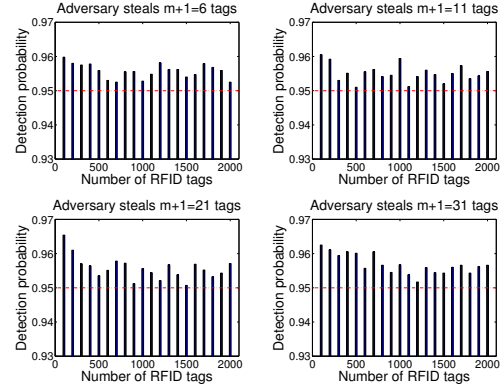 Adversary steals m+1=6 tags
0.97
0.96
0.95
0.94
0.93
Detection probability
0 500 1000 1500 2000
Number of RFID tags
Adversary steals m+1=11 tags
0.97
0.96
0.95
0.94
0.93
Detection probability
0 500 1000 1500 2000
Number of RFID tags
Adversary steals m+1=21 tags
0.97
0.96
0.95
0.94
0.93
Detection probability
0 500 1000 1500 2000
Number of RFID tags
Adversary steals m+1=31 tags
0.97
0.96
0.95
0.94
0.93
Detection probability
0 500 1000 1500 2000
Number of RFID tags